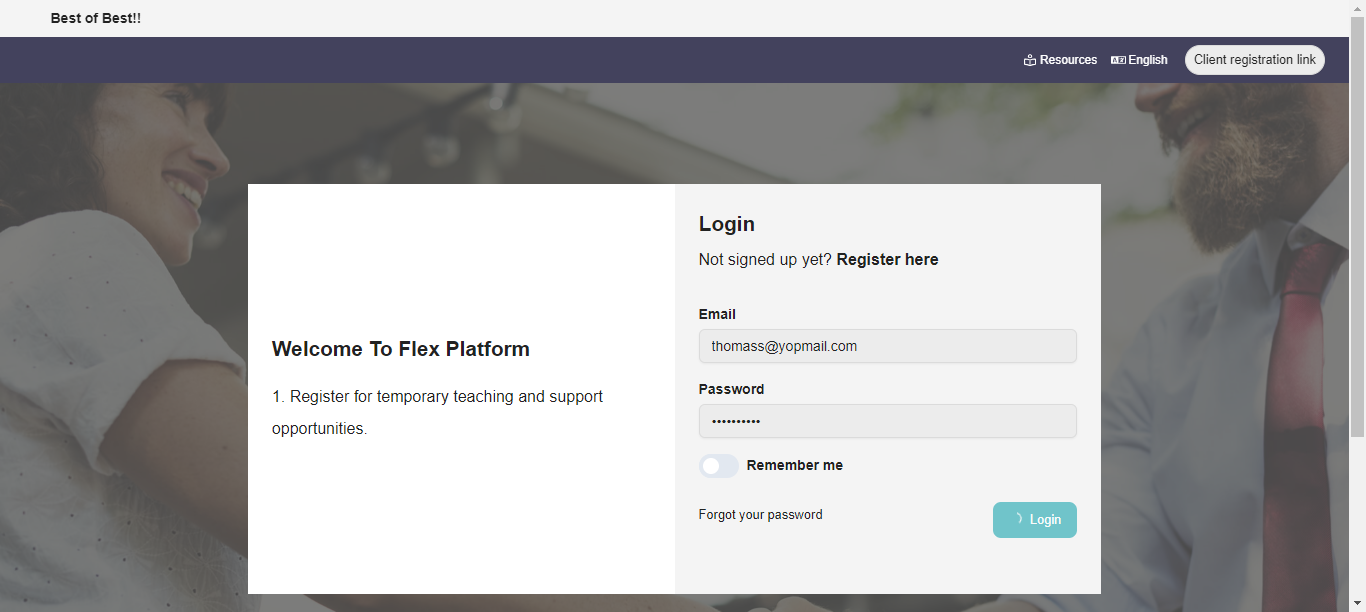 Best of Best!!
Resources English Client registration link
Login
Not signed up yet? Register here
Email
thomass@yopmail.com
Welcome To Flex Platform
Password
1. Register for temporary teaching and support
opportunities.
••••••••••
Remember me
Forgot your password
Login